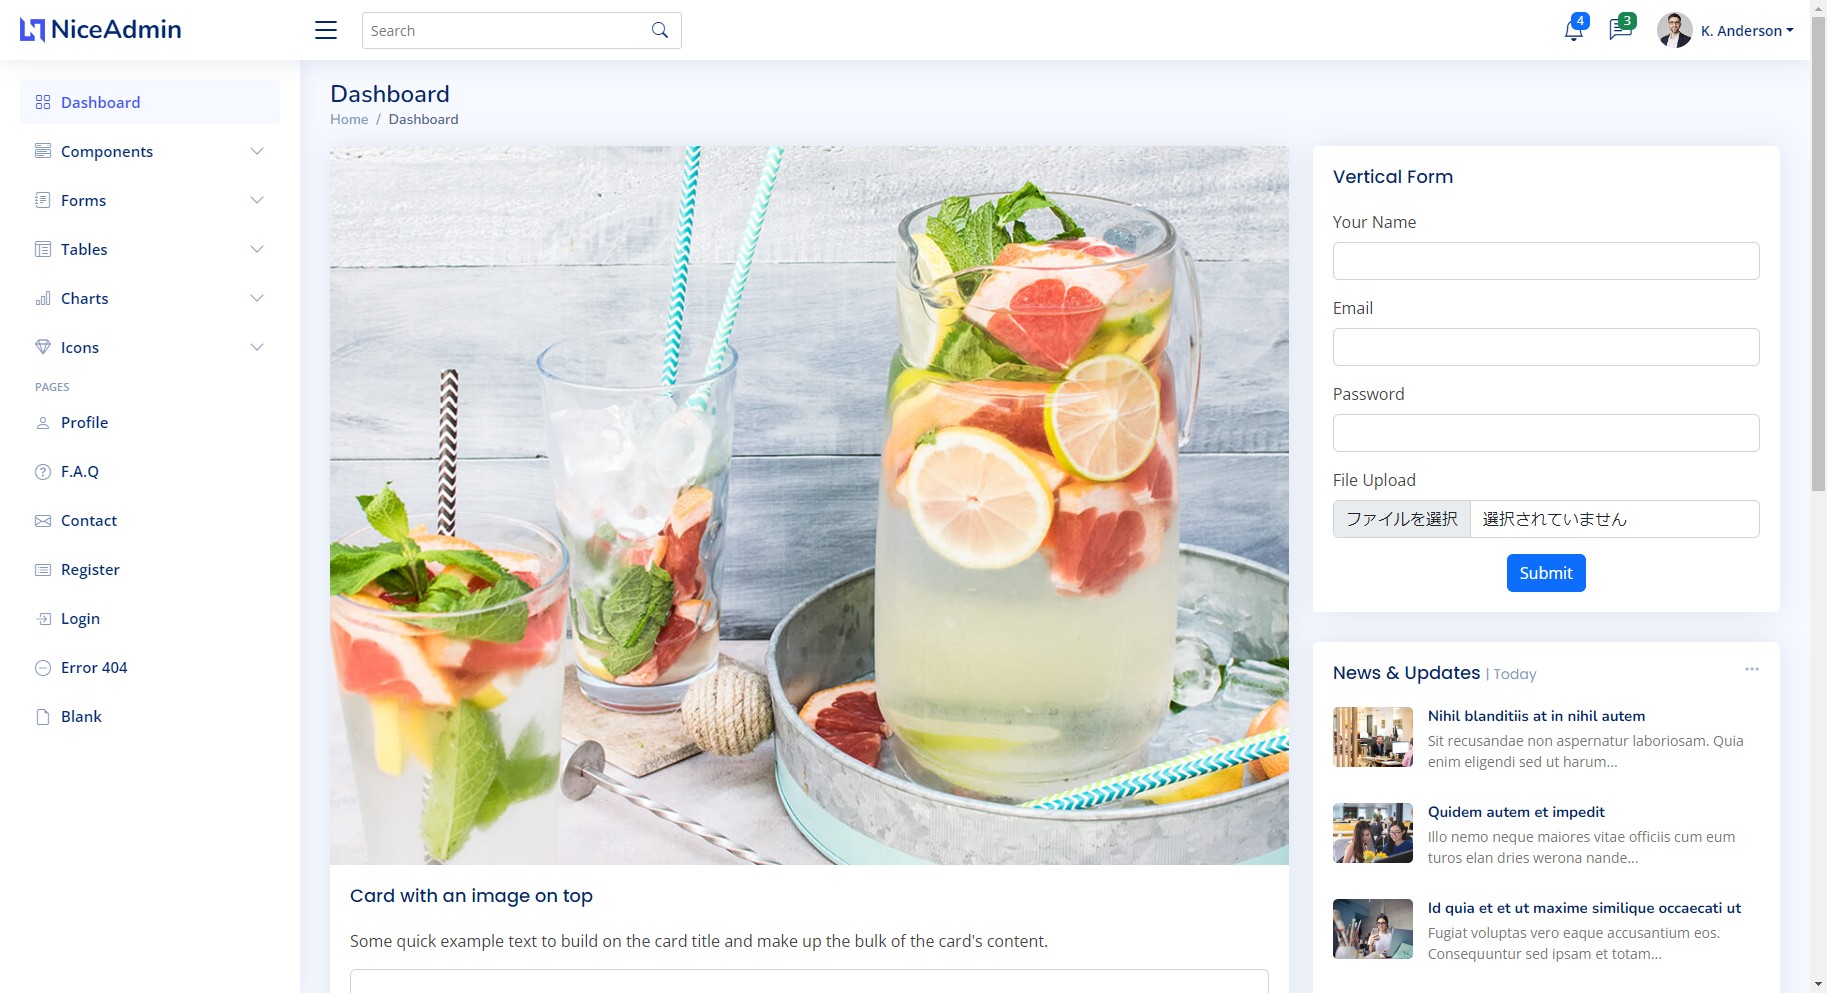 NiceAdmin
Search
4
3
K. Anderson
Dashboard
Components
Forms
Tables
Charts
Icons
PAGES
Profile
F.A.Q
Contact
Register
Login
Error 404
Blank
Dashboard
Home / Dashboard
Card with an image on top
Some quick example text to build on the card title and make up the bulk of the card's content.
Vertical Form
Your Name
Email
Password
File Upload
ファイルを選択 選択されていません
Submit
News & Updates | Today
Nihil blanditiis at in nihil autem
Sit recusandae non aspernatur laboriosam. Quia
enim eligendi sed ut harum...
Quidem autem et impedit
Illo nemo neque maiores vitae officiis cum eum
turos elan dries werona nande...
Id quia et et ut maxime similique occaecati ut
Fugiat voluptas vero eaque accusantium eos.
Consequuntur sed ipsam et totam...